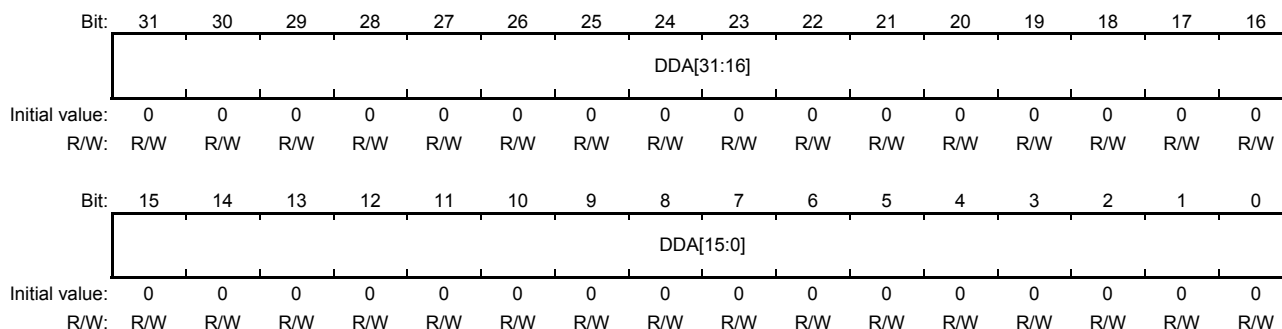 Bit: 31 30 29 28 27 26 25 24 23 22 21 20 19 18 17 16
DDA[31:16]
Initial value: 0 0 0 0 0 0 0 0 0 0 0 0 0 0 0 0
R/W: R/W R/W R/W R/W R/W R/W R/W R/W R/W R/W R/W R/W R/W R/W R/W R/W
Bit: 15 14 13 12 11 10 9 8 7 6 5 4 3 2 1 0
DDA[15:0]
Initial value: 0 0 0 0 0 0 0 0 0 0 0 0 0 0 0 0
R/W: R/W R/W R/W R/W R/W R/W R/W R/W R/W R/W R/W R/W R/W R/W R/W R/W